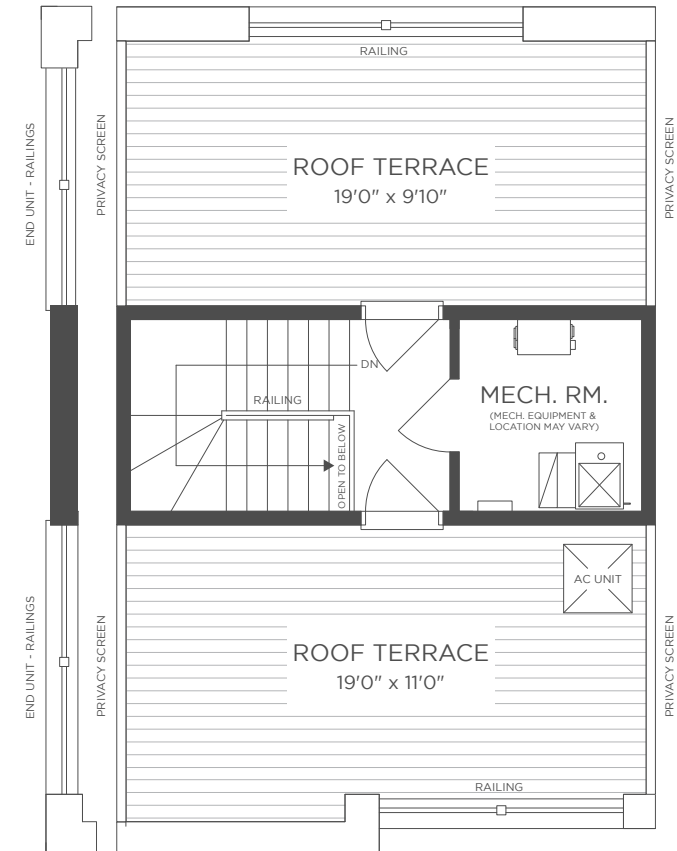 RAILING
END UNIT - RAILINGS
PRIVACY SCREEN
PRIVACY SCREEN
ROOF TERRACE
19'0" x 9'10"
DN
RAILING
OPEN TO BELOW
MECH. RM.
(MECH. EQUIPMENT &
LOCATION MAY VARY)
AC UNIT
END UNIT - RAILINGS
PRIVACY SCREEN
PRIVACY SCREEN
ROOF TERRACE
19'0" x 11'0"
RAILING